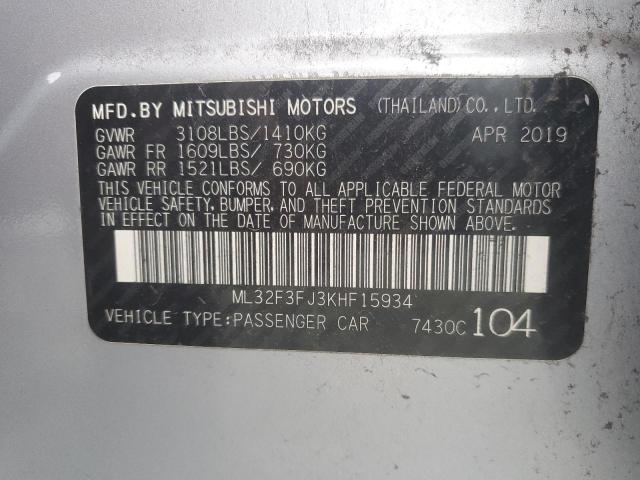 MFD.BY MITSUBISHI MOTORS (THAILAND)CO.,LTD.
GVWR 3108LBS/1410KG APR 2019
GAWR FR 1609LBS/ 730KG
GAWR RR 1521LBS/ 690KG
THIS VEHICLE CONFORMS TO ALL APPLICABLE FEDERAL MOTOR
VEHICLE SAFETY, BUMPER, AND THEFT PREVENTION STANDARDS
IN EFFECT ON THE DATE OF MANUFACTURE SHOWN ABOVE.
ML32F3FJ3KHF15934
VEHICLE TYPE:PASSENGER CAR 7430C 104